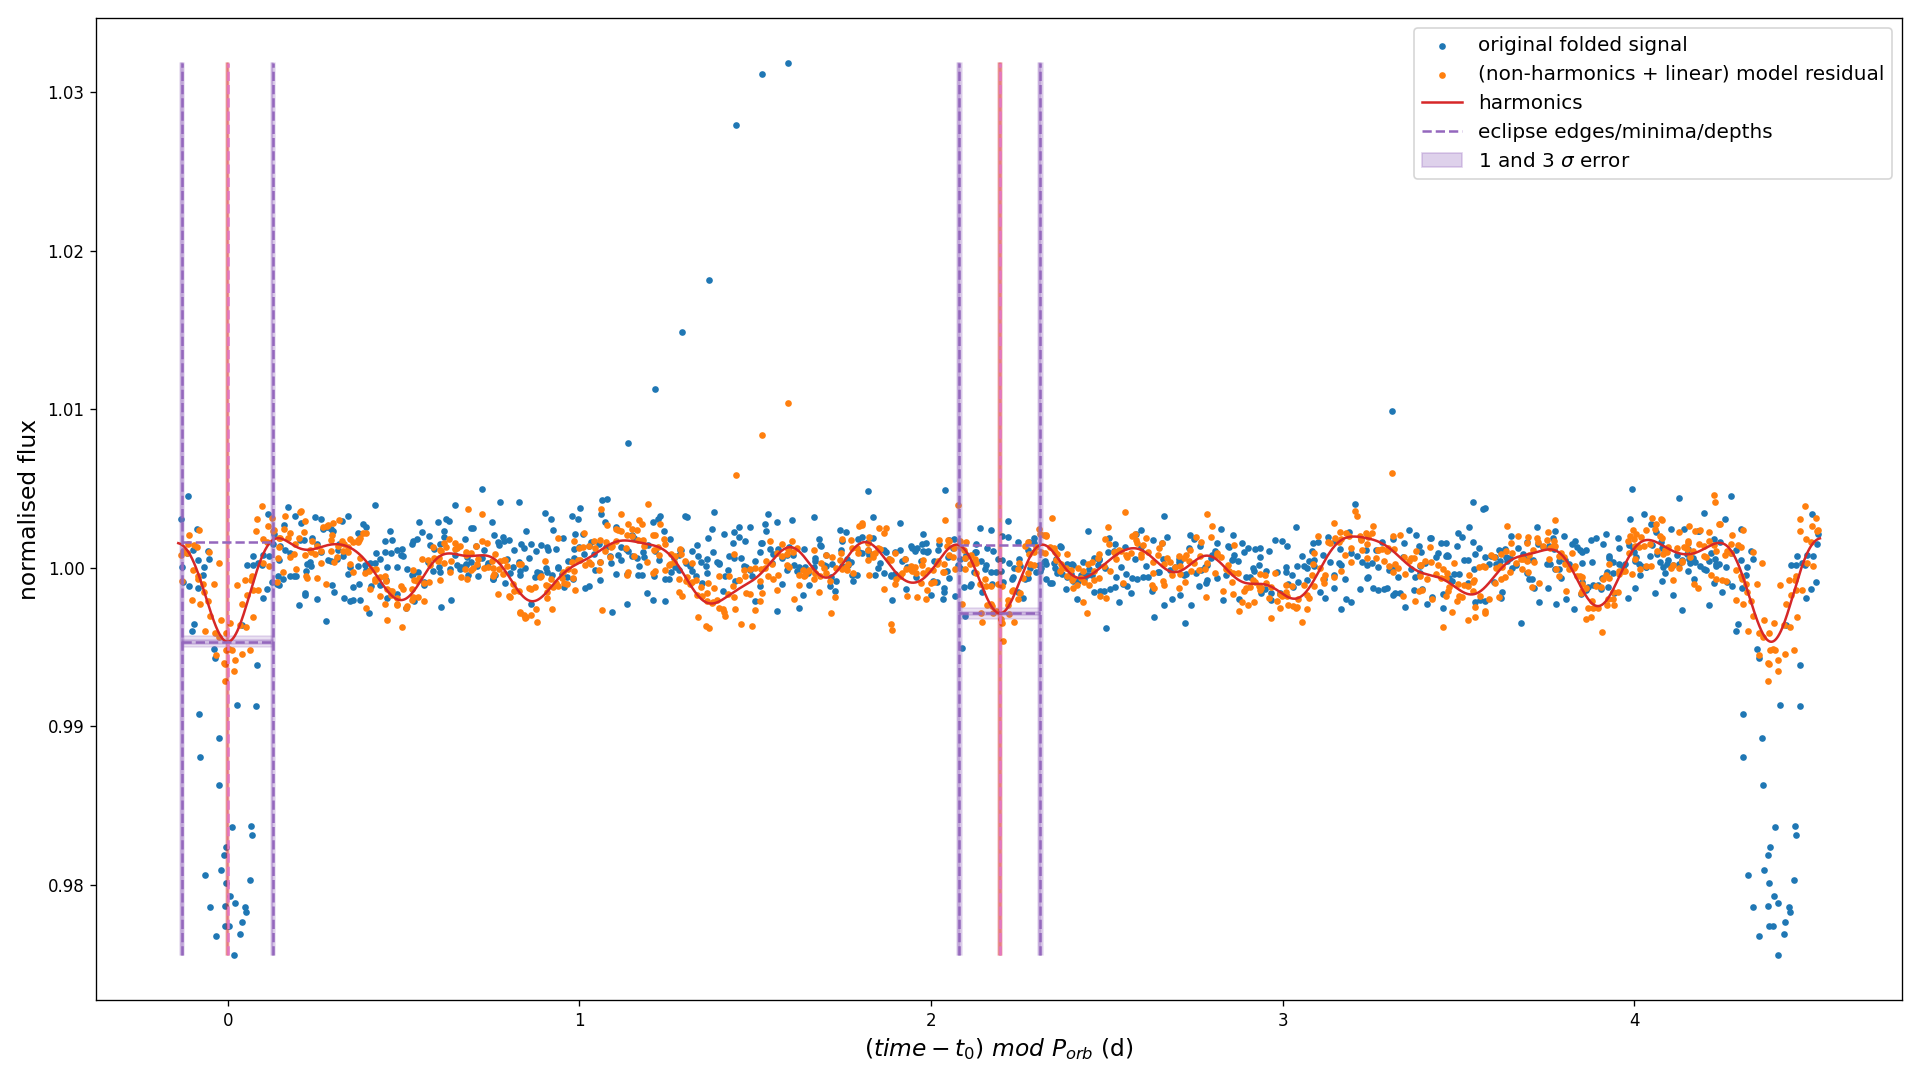 original folded signal
(non-harmonics + linear) model residual
harmonics
eclipse edges/minima/depths
1 and 3 σ error
normalised flux
1.03
1.02
1.01
1.00
0.99
0.98
0
1
2
3
4
(time − t₀) mod Pₒᵣ₆ (d)